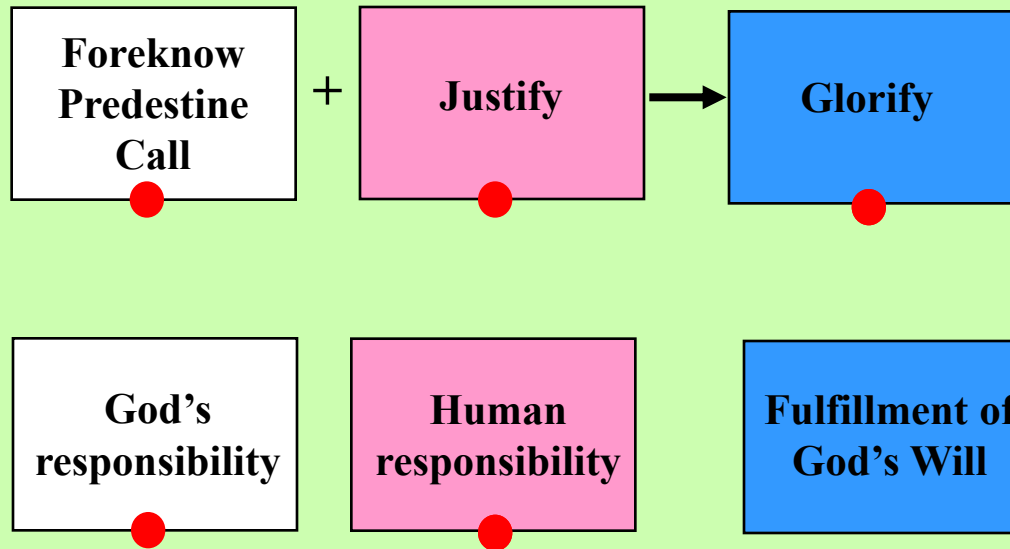 Foreknow
Predestine
Call
+
Justify
Glorify
God’s
responsibility
Human
responsibility
Fulfillment of
God’s Will